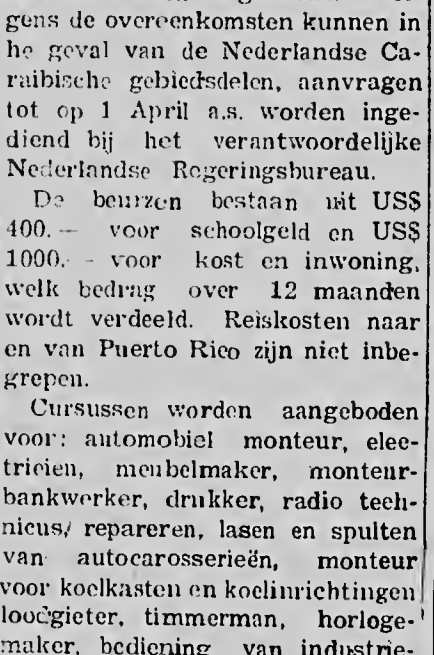 gens de overeenkomsten kunnen in
he geval van de Nederlandse Ca-
raibische gebiedsdelen, aanvragen
tot op 1 April a.s. worden inge-
diend bij het verantwoordelijke
Nederlandse Regeringsbureau.
De beurzen bestaan uit US$
400.— voor schoolgeld en US$
1000.- voor kost en inwoning,
welk bedrag over 12 maanden
wordt verdeeld. Reiskosten naar
en van Puerto Rico zijn niet inbe-
grepen.
Cursussen worden aangeboden
voor: automobiel monteur, elec-
tricien, meubelmaker, monteur-
bankwerker, drukker, radio tech-
nicus/ repareren, lasen en spuiten
van autocarosserieën, monteur
voor koelkasten en koelinrichtingen
loodgieter, timmerman, horloge-
maker, bediening van industrie-